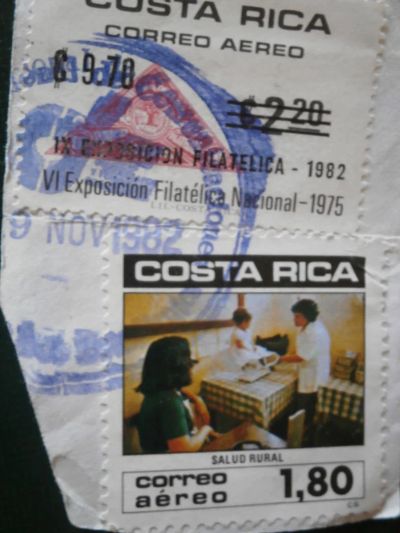 COSTA RICA
CORREO AEREO
₡ 9.70
₡ 2.20
IX EXPOSICION FILATELICA - 1982
VI Exposición Filatélica Nacional-1975
9 NOV 1982
COSTA RICA
SALUD RURAL
correo
aéreo
1,80